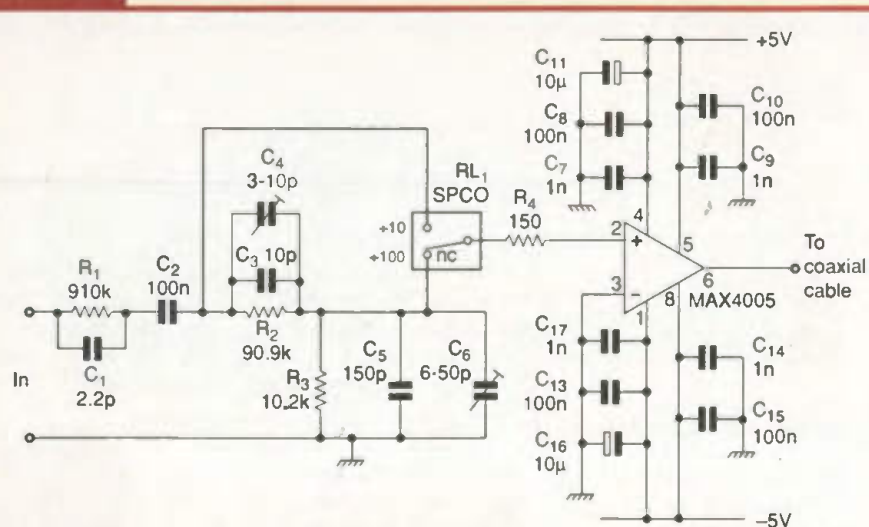 +5V
C11
10µ
C10
100n
C8
100n
C9
1n
C7
1n
C4
3-10p
RL1
SPCO
÷10
÷100
nc
R4
150
C3 10p
R1
910k
C2
100n
R2
90.9k
C1
2.2p
In
R3
10.2k
C5
150p
C6
6-50p
2
+
4
5
3
–
1
8
6
MAX4005
To
coaxial
cable
C17
1n
C14
1n
C13
100n
C15
100n
C16
10µ
–5V